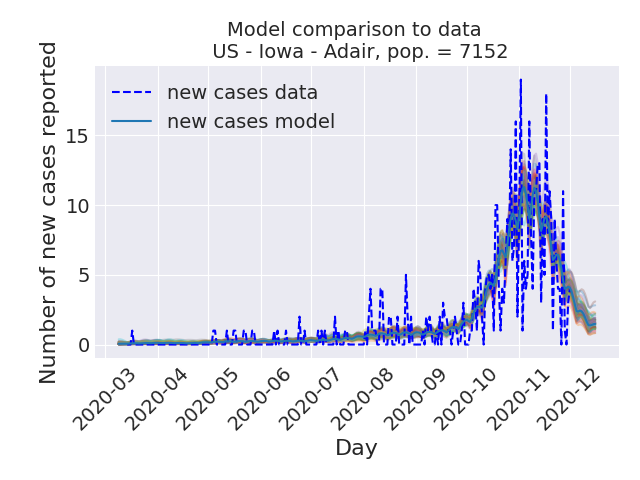 Model comparison to data
US - Iowa - Adair, pop. = 7152
new cases data
new cases model
Number of new cases reported
15
10
5
0
2020-03
2020-04
2020-05
2020-06
2020-07
2020-08
2020-09
2020-10
2020-11
2020-12
Day